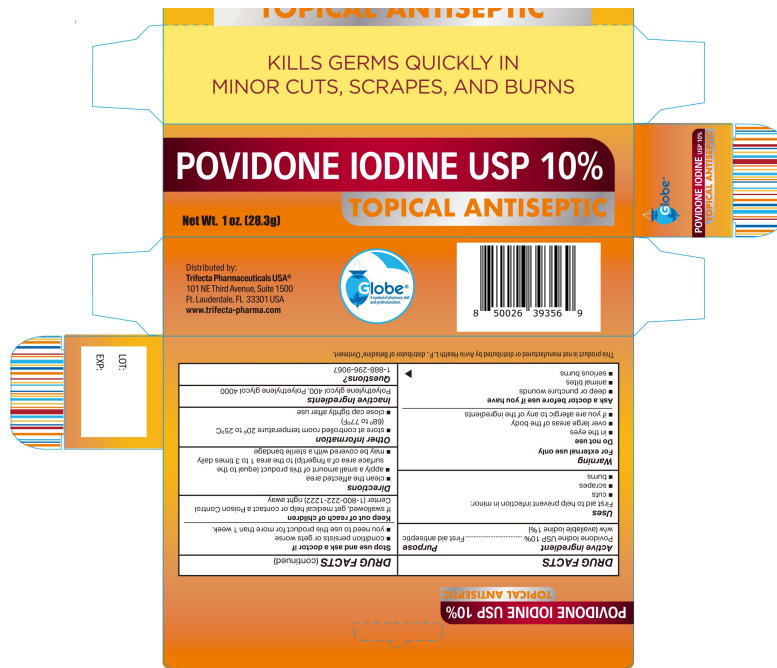 TOPICAL ANTISEPTIC
KILLS GERMS QUICKLY IN
MINOR CUTS, SCRAPES, AND BURNS
POVIDONE IODINE USP 10%
TOPICAL ANTISEPTIC
Net Wt. 1 oz. (28.3g)
Globe®
POVIDONE IODINE USP 10%
TOPICAL ANTISEPTIC
Distributed by:
Trifecta Pharmaceuticals USA®
101 NE Third Avenue, Suite 1500
Ft. Lauderdale, FL 33301 USA
www.trifecta-pharma.com
Globe®
A symbol of pharmacy skill
and professionalism.
8 50026 39356 9
LOT:
EXP:
POVIDONE IODINE USP 10%
TOPICAL ANTISEPTIC
DRUG FACTS
Active ingredient Purpose
Povidone Iodine USP 10% ................... First aid antiseptic
w/w (available iodine 1%)
Uses
First aid to help prevent infection in minor:
■ cuts
■ scrapes
■ burns
Warning
For external use only
Do not use
■ in the eyes
■ over large areas of the body
■ if you are allergic to any of the ingredients
Ask a doctor before use if you have
■ deep or puncture wounds
■ animal bites
■ serious burns
DRUG FACTS (continued)
Stop use and ask a doctor if
■ condition persists or gets worse
■ you need to use this product for more than 1 week.
Keep out of reach of children
If swallowed, get medical help or contact a Poison Control
Center (1-800-222-1222) right away
Directions
■ clean the affected area
■ apply a small amount of this product (equal to the
surface area of a fingertip) to the area 1 to 3 times daily
■ may be covered with a sterile bandage
Other Information
■ store at controlled room temperature 20º to 25ºC
(68º to 77ºF)
■ close cap tightly after use
Inactive ingredients
Polyethylene glycol 400, Polyethylene glycol 4000
Questions?
1-888-296-9067
This product is not manufactured or distributed by Avrio Health L.P., distributor of Betadine® Ointment.